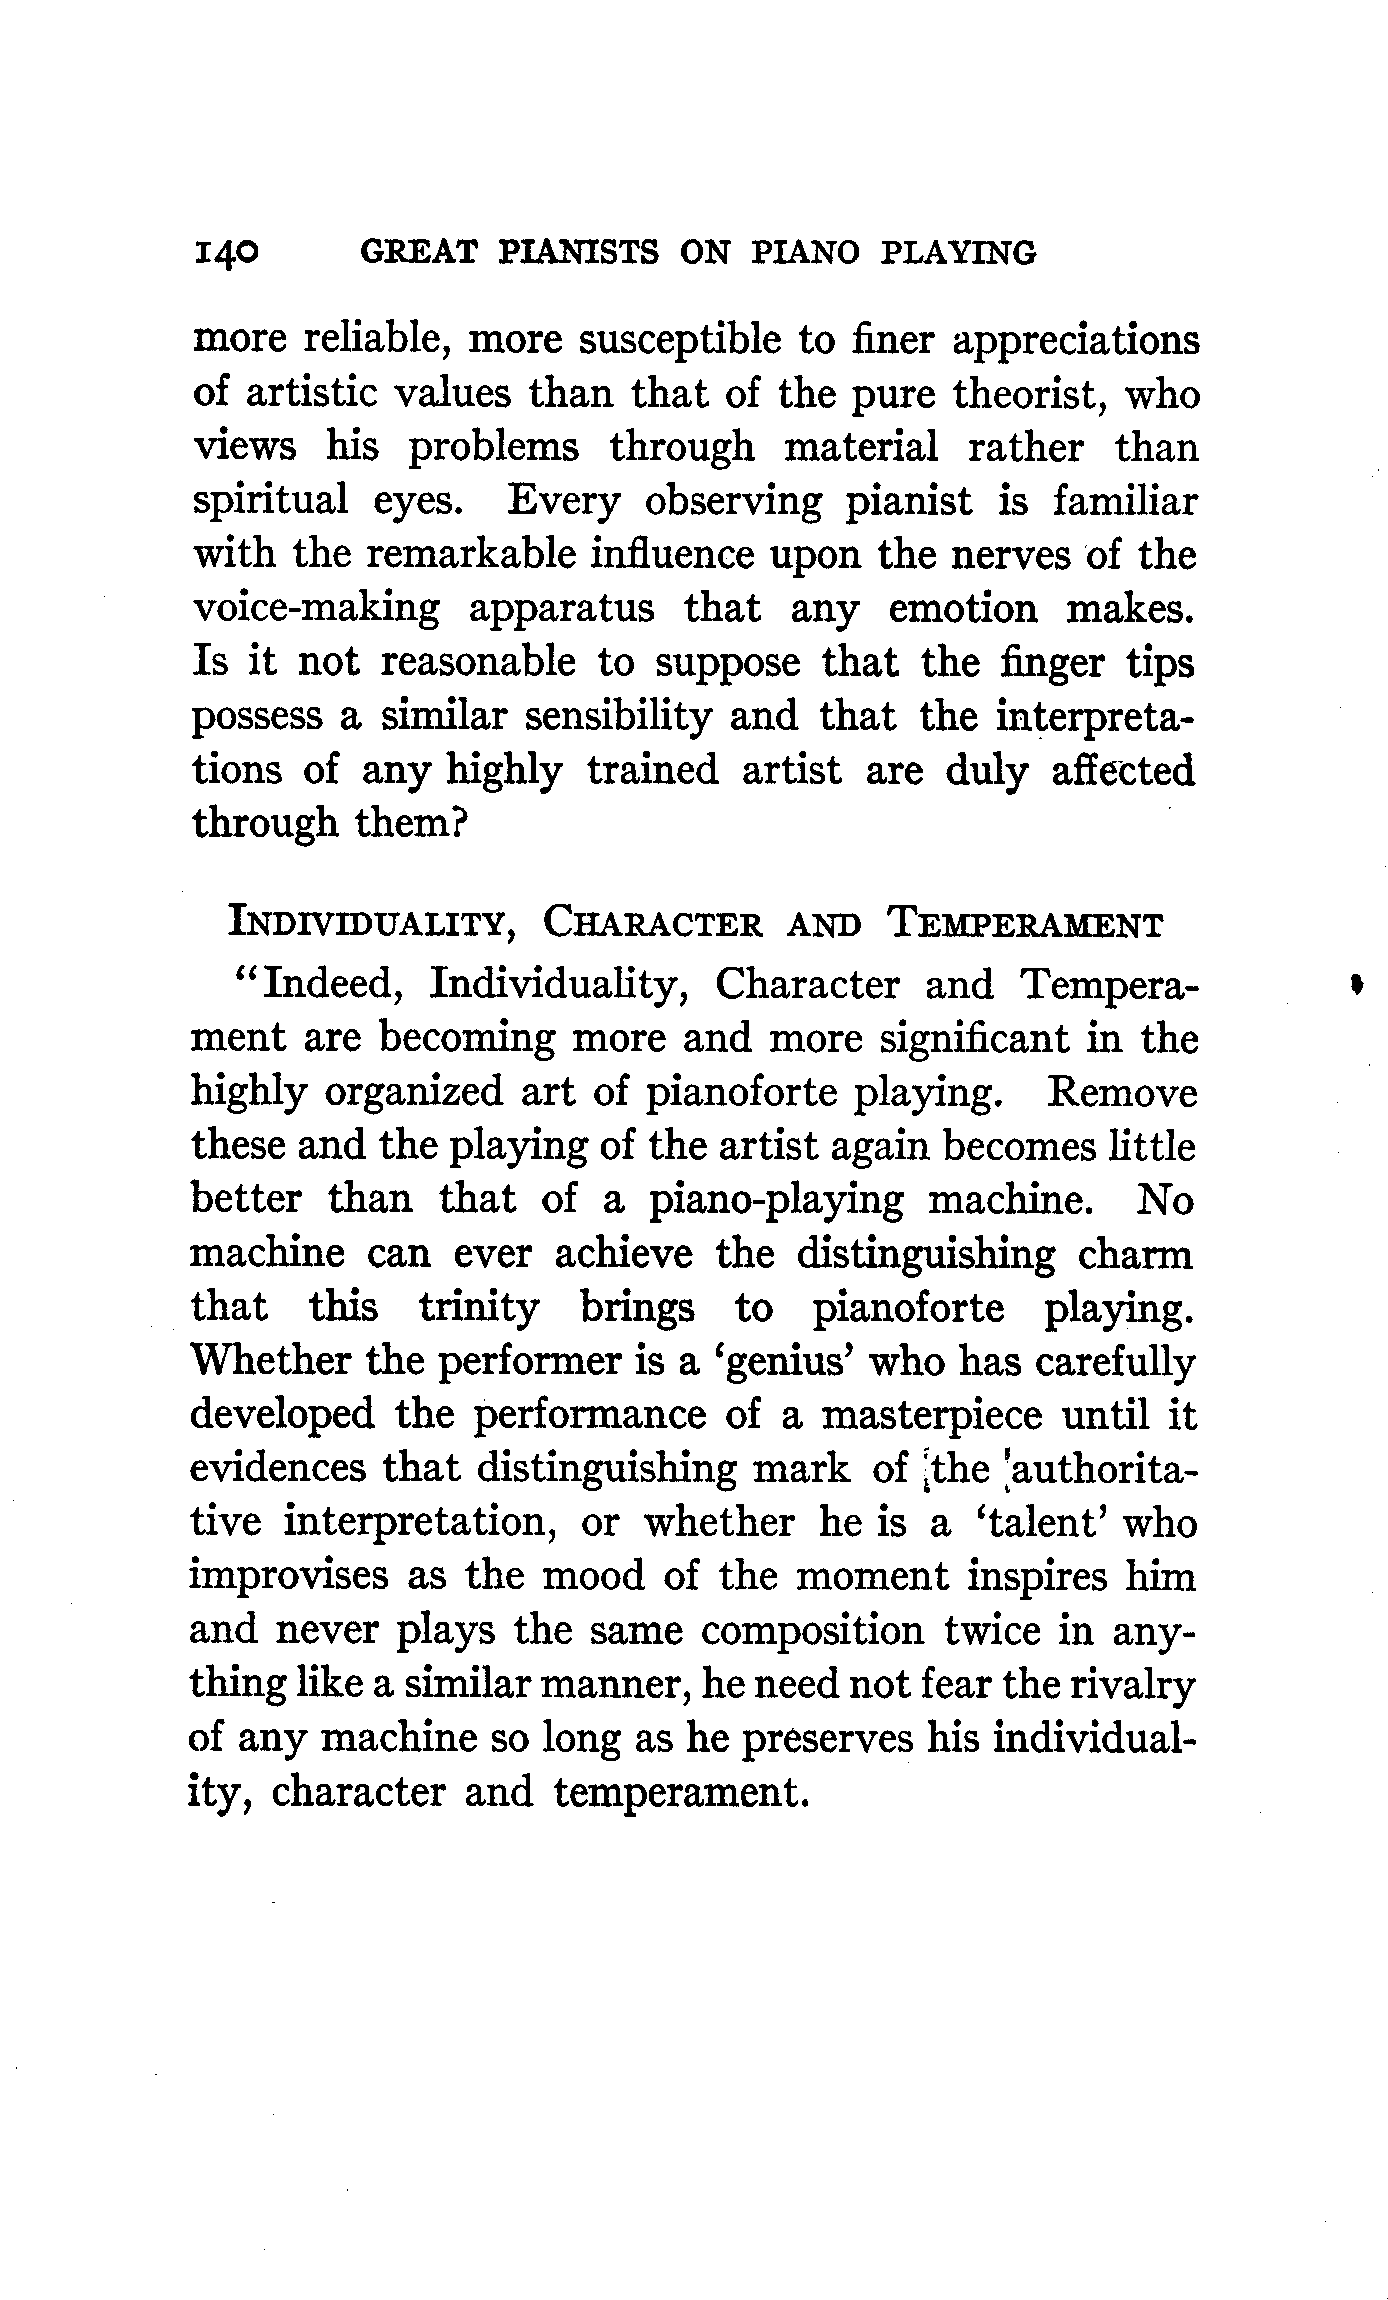 140 GREAT PIANISTS ON PIANO PLAYING
more reliable, more susceptible to finer appreciations
of artistic values than that of the pure theorist, who
views his problems through material rather than
spiritual eyes. Every observing pianist is familiar
with the remarkable influence upon the nerves of the
voice-making apparatus that any emotion makes.
Is it not reasonable to suppose that the finger tips
possess a similar sensibility and that the interpreta-
tions of any highly trained artist are duly affected
through them?
INDIVIDUALITY, CHARACTER AND TEMPERAMENT
“Indeed, Individuality, Character and Tempera-
ment are becoming more and more significant in the
highly organized art of pianoforte playing. Remove
these and the playing of the artist again becomes little
better than that of a piano-playing machine. No
machine can ever achieve the distinguishing charm
that this trinity brings to pianoforte playing.
Whether the performer is a ‘genius’ who has carefully
developed the performance of a masterpiece until it
evidences that distinguishing mark of the authorita-
tive interpretation, or whether he is a ‘talent’ who
improvises as the mood of the moment inspires him
and never plays the same composition twice in any-
thing like a similar manner, he need not fear the rivalry
of any machine so long as he preserves his individual-
ity, character and temperament.